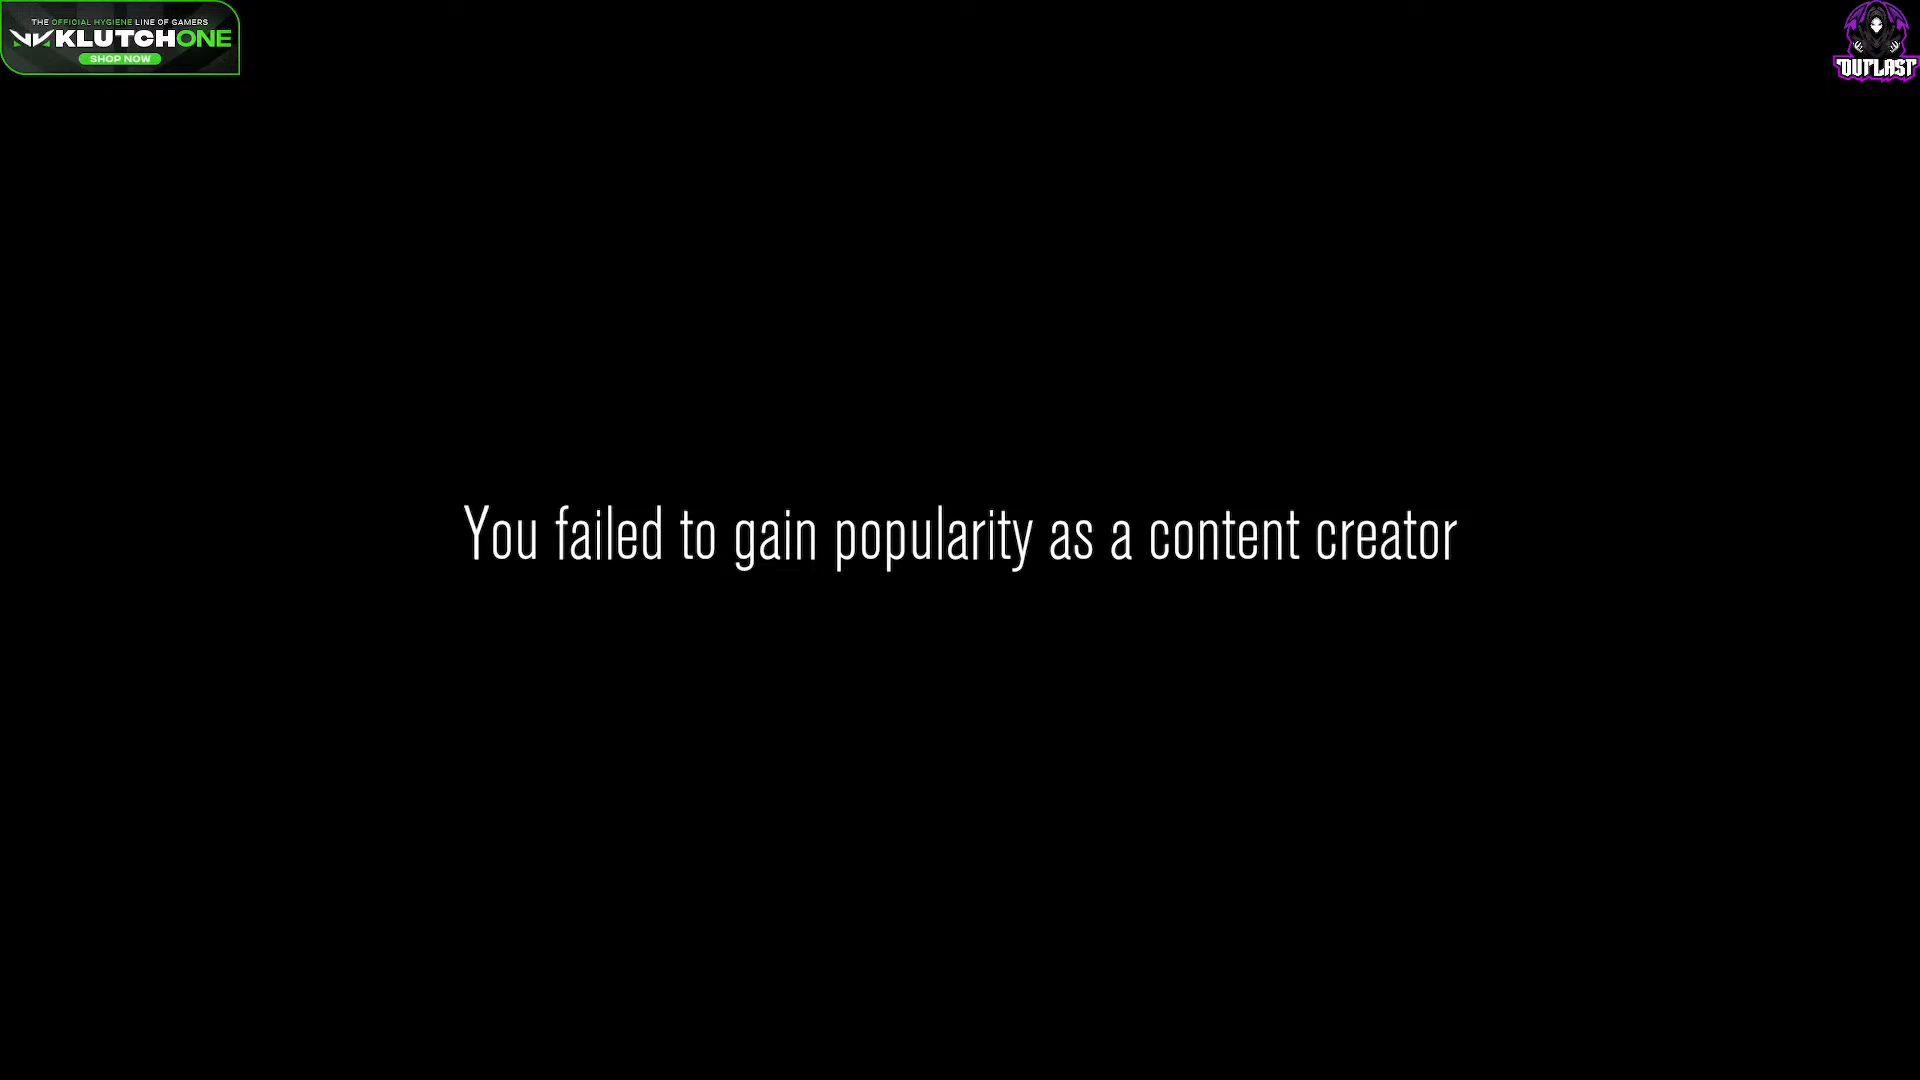 THE OFFICIAL HYGIENE LINE OF GAMERS
KLUTCHONE
SHOP NOW
OUTLAST
You failed to gain popularity as a content creator